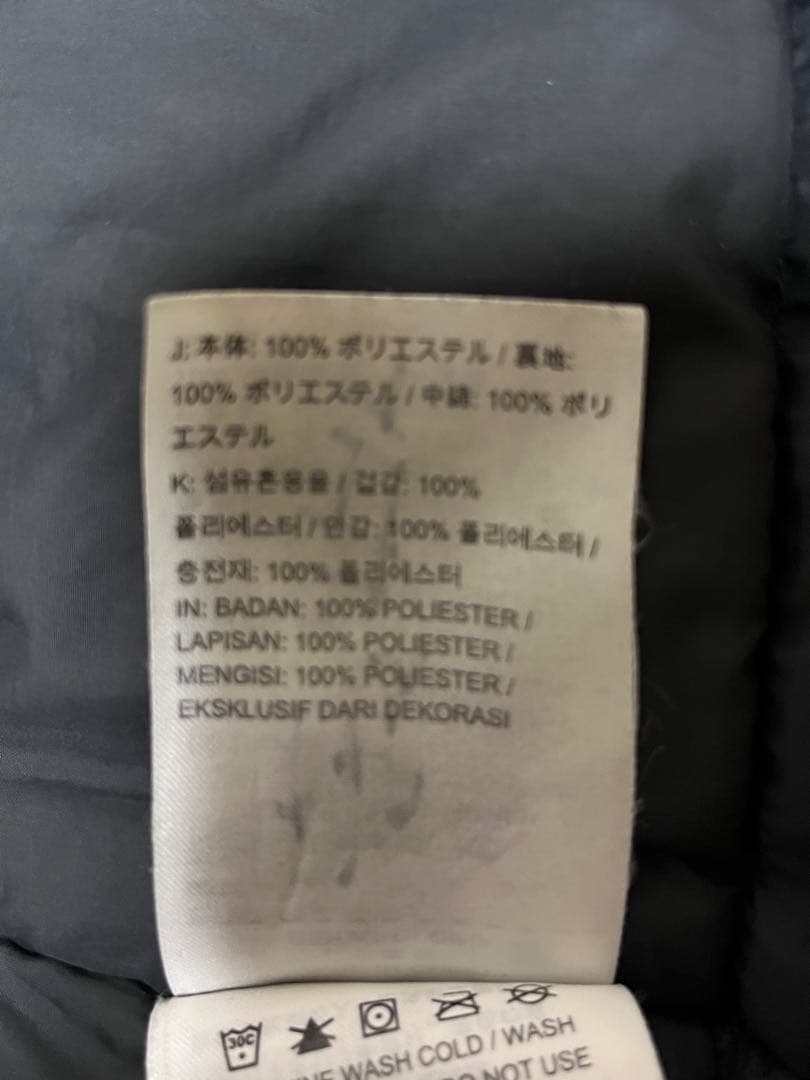 J: 本体: 100% ポリエステル / 裏地:
100% ポリエステル / 中綿: 100% ポリ
エステル
K: 섬유혼용율 / 겉감: 100%
폴리에스터 / 안감: 100% 폴리에스터 /
충전재: 100% 폴리에스터
IN: BADAN: 100% POLIESTER /
LAPISAN: 100% POLIESTER /
MENGISI: 100% POLIESTER /
EKSKLUSIF DARI DEKORASI
30C
WASH COLD / WASH
NOT USE